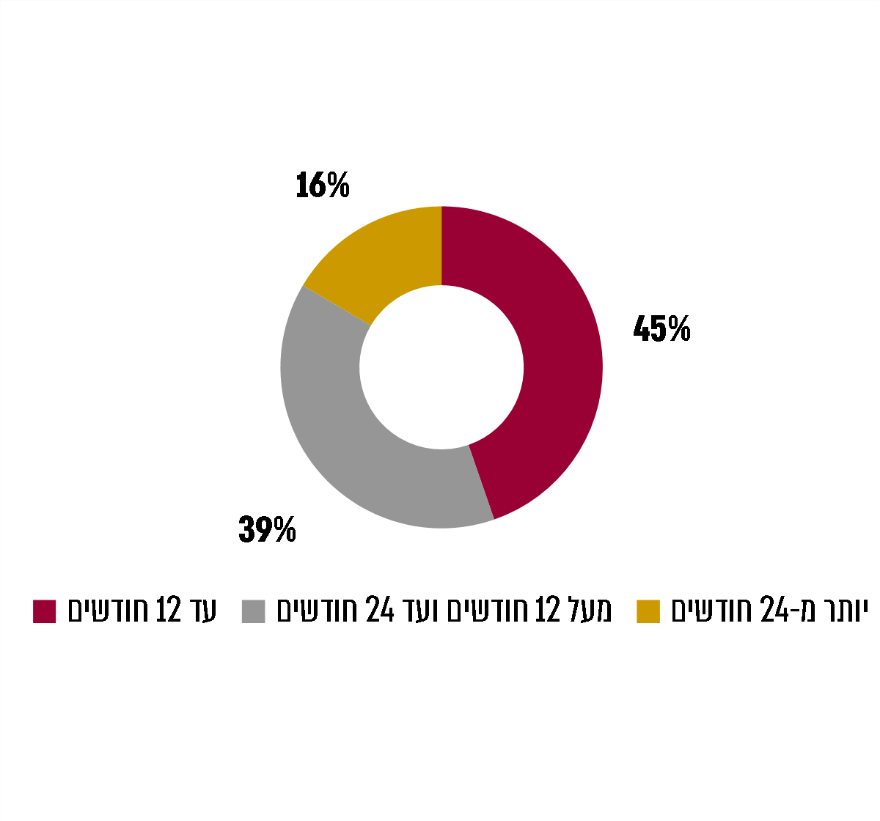 16%
45%
39%
עד 12 חודשים
מעל 12 חודשים ועד 24 חודשים
יותר מ-24 חודשים